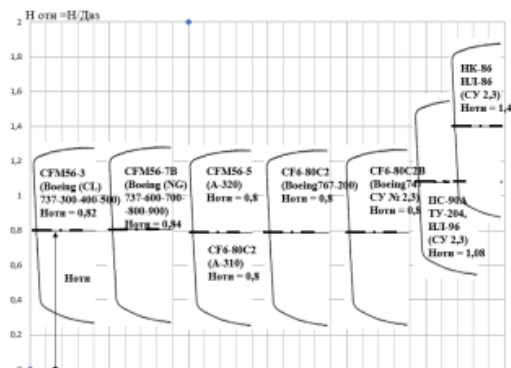 Н отн =Н/Двз
2
1,8
1,6
1,4
1,2
1
0,8
0,6
0,4
0,2
0
CFM56-3
(Boeing (CL)
737-300-400-500)
Нотн = 0,82
CFM56-7B
(Boeing (NG)
737-600-700-
-800-900)
Нотн = 0,84
CFM56-5
(А-320)
Нотн = 0,8
CF6-80C2
(А-310)
Нотн = 0,8
CF6-80C2
(Boeing767-200)
Нотн = 0,8
CF6-80C2B
(Boeing747
СУ № 2,3)
Нотн = 0,8
ПС-90А
ТУ-204,
ИЛ-96
(СУ 2,3)
Нотн = 1,08
НК-86
ИЛ-86
(СУ 2,3)
Нотн = 1,4
Нотн